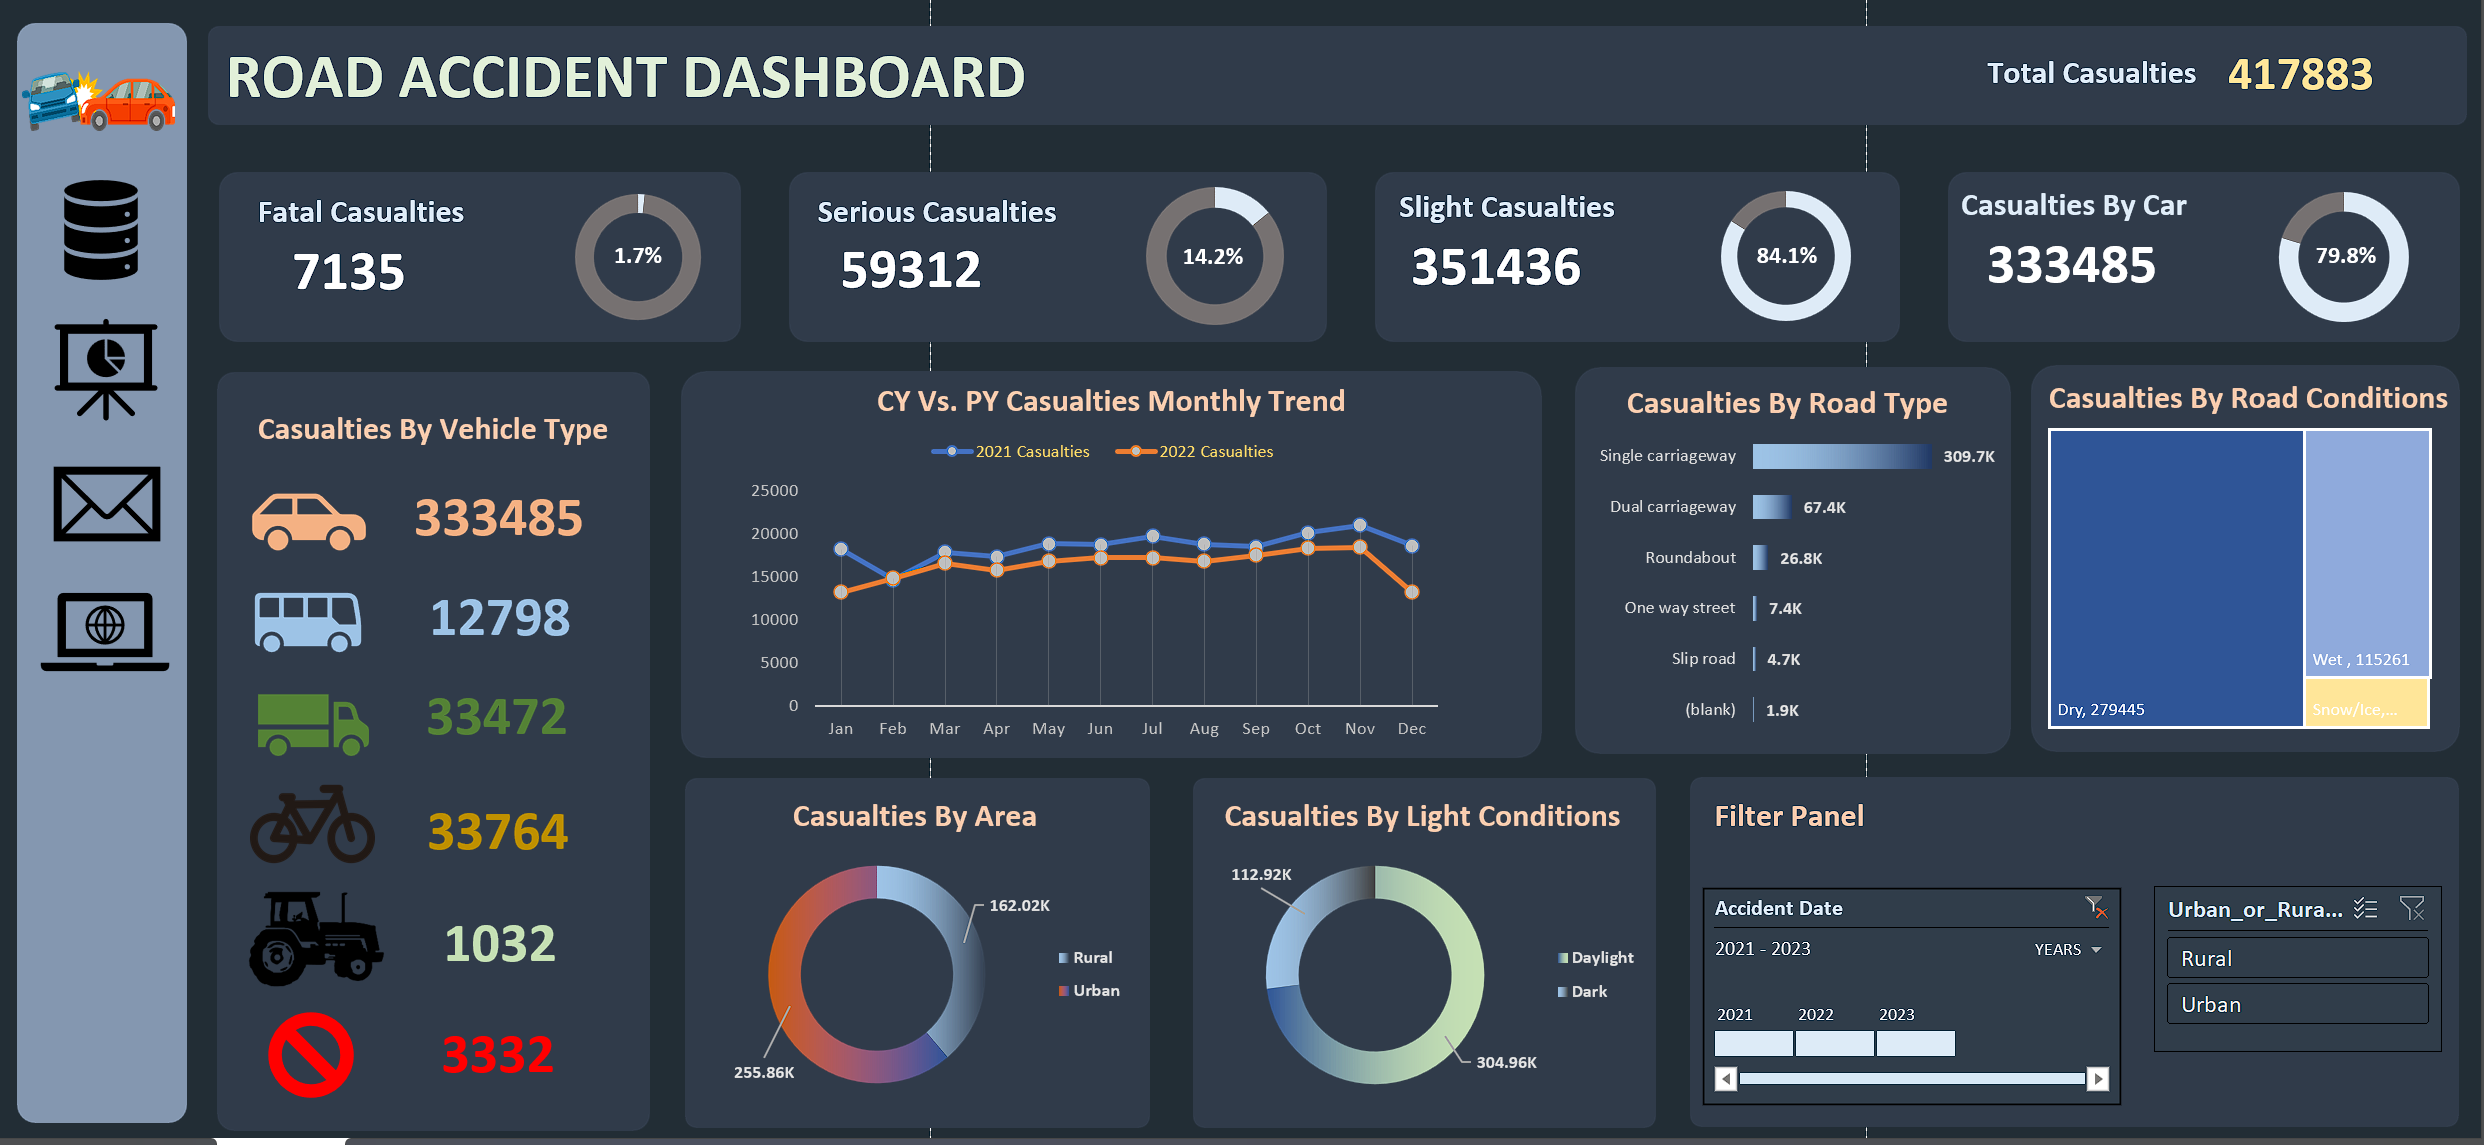 ROAD ACCIDENT DASHBOARD
Total Casualties 417883
Fatal Casualties
7135
1.7%
Serious Casualties
59312
14.2%
Slight Casualties
351436
84.1%
Casualties By Car
333485
79.8%
Casualties By Vehicle Type
333485
12798
33472
33764
1032
3332
CY Vs. PY Casualties Monthly Trend
2021 Casualties 2022 Casualties
25000
20000
15000
10000
5000
0
Jan Feb Mar Apr May Jun Jul Aug Sep Oct Nov Dec
Casualties By Road Type
Single carriageway 309.7K
Dual carriageway 67.4K
Roundabout 26.8K
One way street 7.4K
Slip road 4.7K
(blank) 1.9K
Casualties By Road Conditions
Dry, 279445
Wet , 115261
Snow/Ice,...
Casualties By Area
162.02K
255.86K
Rural
Urban
Casualties By Light Conditions
112.92K
304.96K
Daylight
Dark
Filter Panel
Accident Date
2021 - 2023 YEARS
2021 2022 2023
Urban_or_Rura...
Rural
Urban